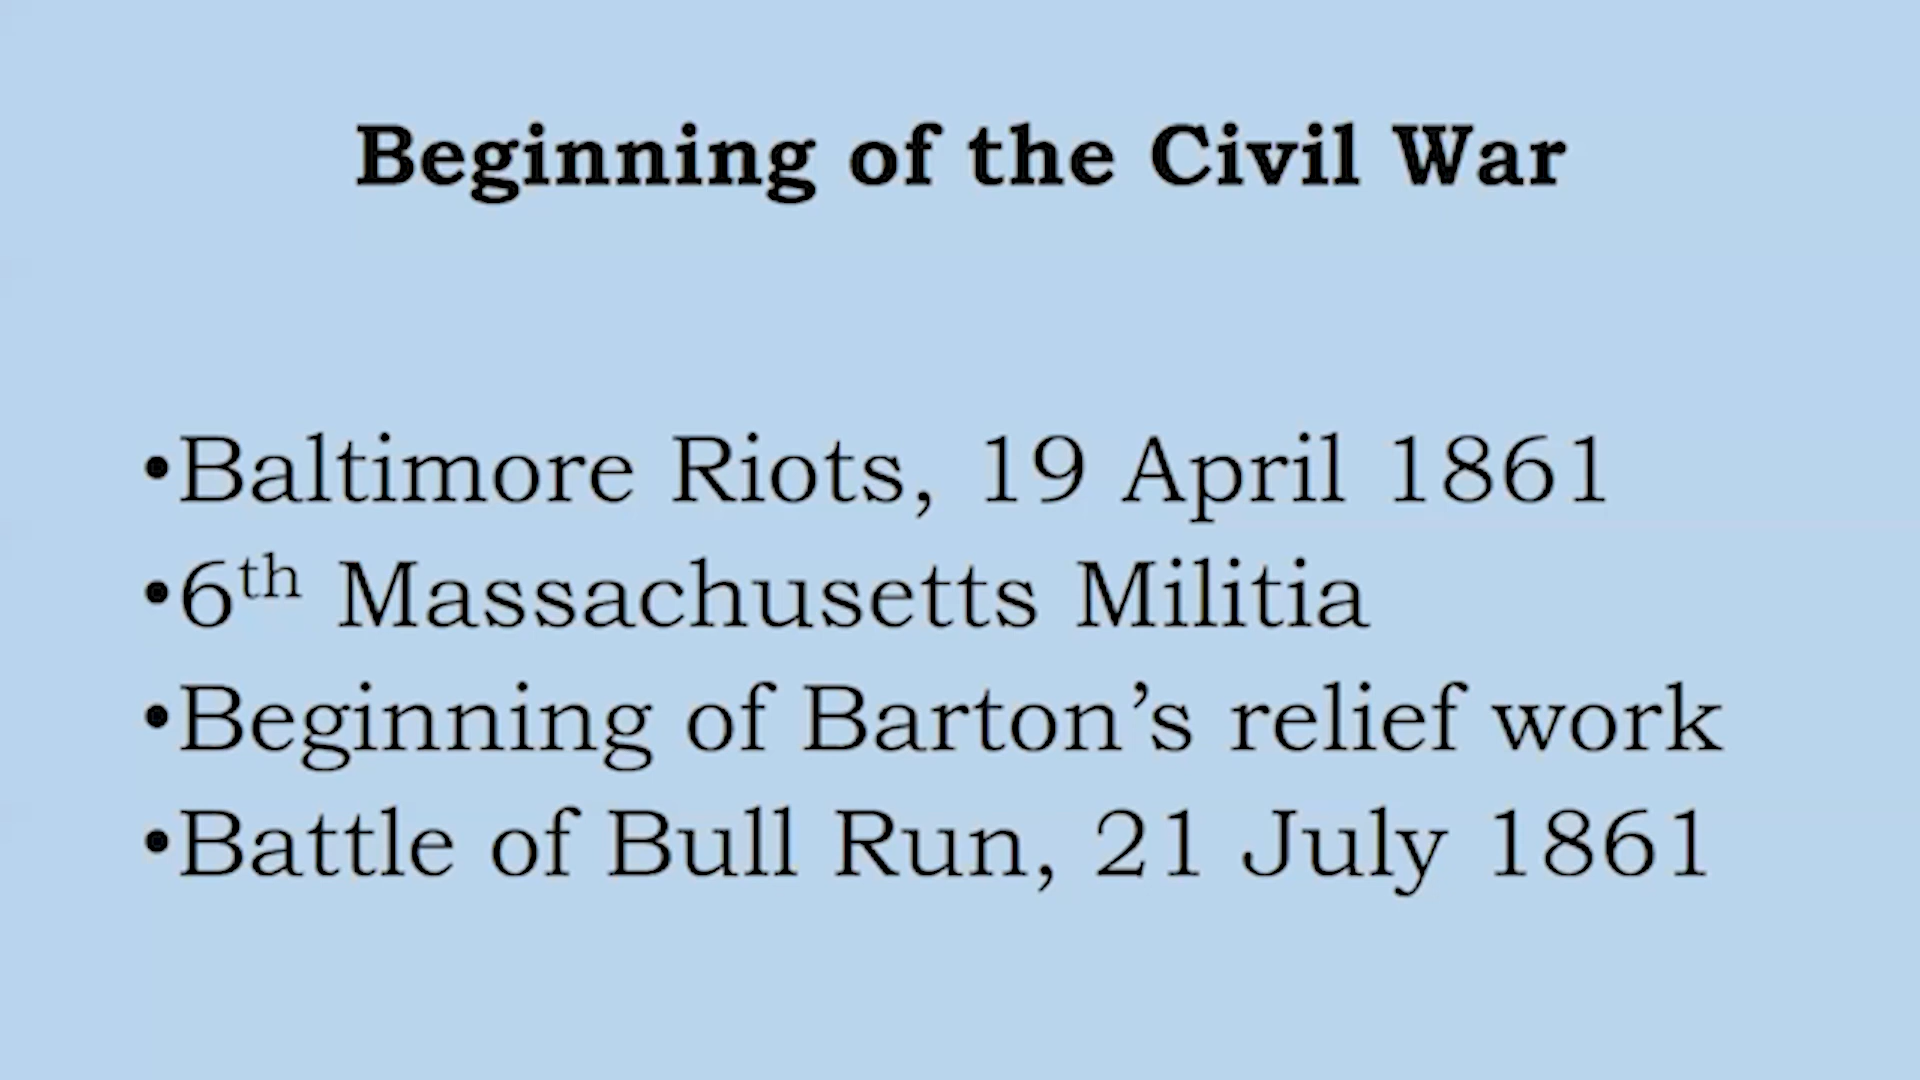 Beginning of the Civil War
•Baltimore Riots, 19 April 1861
•6th Massachusetts Militia
•Beginning of Barton’s relief work
•Battle of Bull Run, 21 July 1861